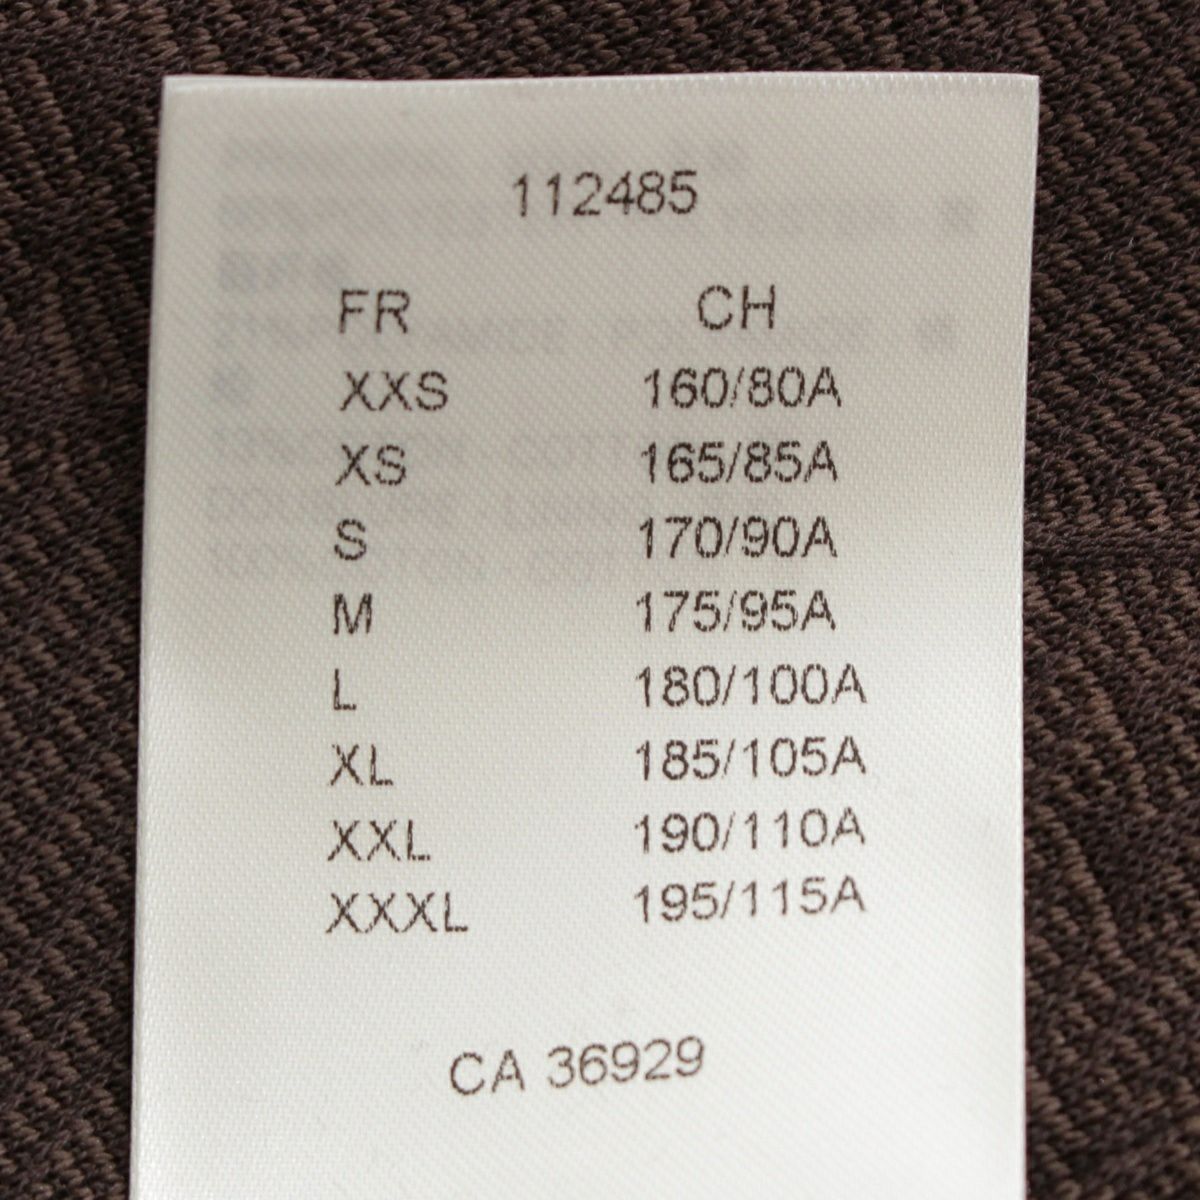 112485
FR CH
XXS 160/80A
XS 165/85A
S 170/90A
M 175/95A
L 180/100A
XL 185/105A
XXL 190/110A
XXXL 195/115A
CA 36929